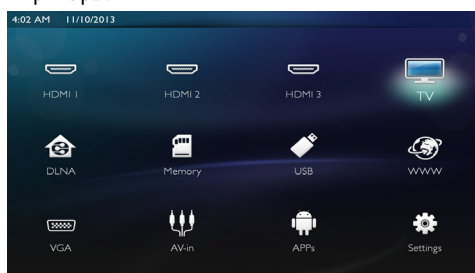 4:02 AM 11/10/2013
HDMI 1 HDMI 2 HDMI 3 TV
DLNA Memory USB WWW
VGA AV-in APPs Settings